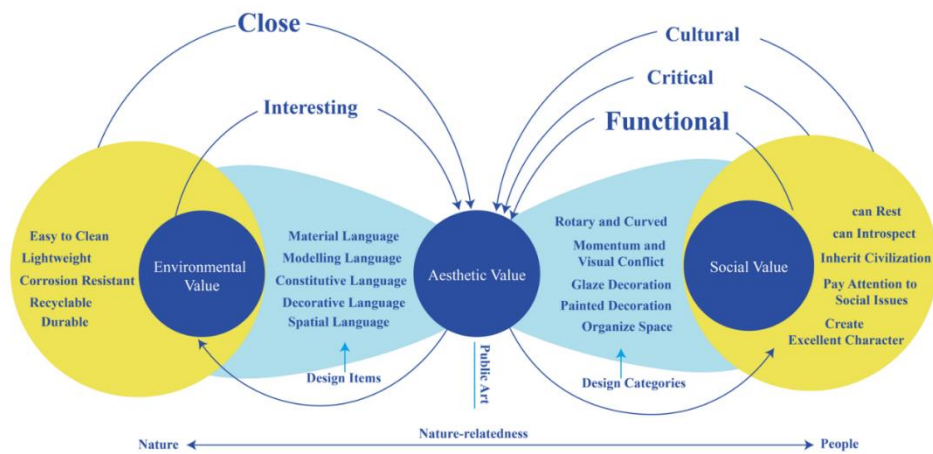 Close
Interesting
Cultural
Critical
Functional
Easy to Clean
Lightweight
Corrosion Resistant
Recyclable
Durable
Environmental
Value
Material Language
Modelling Language
Constitutive Language
Decorative Language
Spatial Language
Design Items
Aesthetic Value
Public Art
Rotary and Curved
Momentum and
Visual Conflict
Glaze Decoration
Painted Decoration
Organize Space
Design Categories
Social Value
can Rest
can Introspect
Inherit Civilization
Pay Attention to
Social Issues
Create
Excellent Character
Nature
Nature-relatedness
People